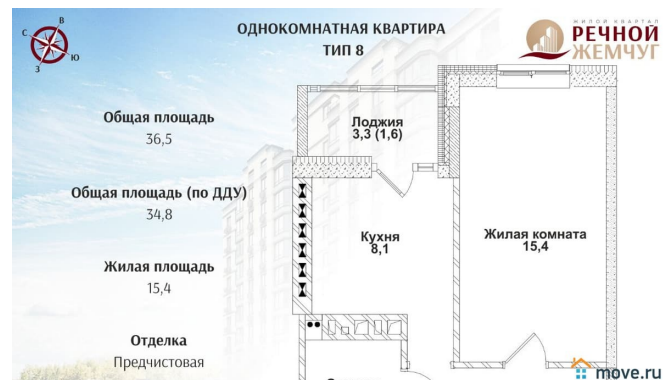 ОДНОКОМНАТНАЯ КВАРТИРА
ТИП 8
ЖИЛОЙ КВАРТАЛ
РЕЧНОЙ
ЖЕМЧУГ
С
В
З
Ю
Общая площадь
36,5
Общая площадь (по ДДУ)
34,8
Жилая площадь
15,4
Отделка
Предчистовая
Лоджия
3,3 (1,6)
Кухня
8,1
Жилая комната
15,4
move.ru